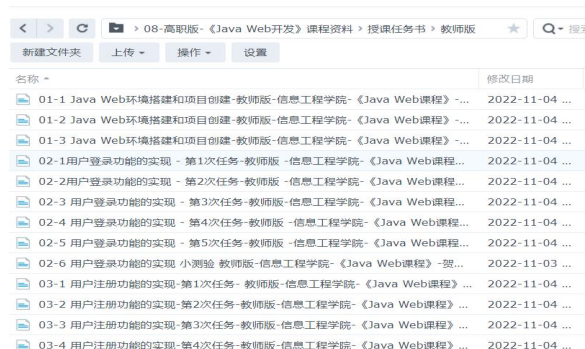 08-高职版-《Java Web开发》课程资料 › 授课任务书 › 教师版
新建文件夹 上传 操作 设置
名称 修改日期
01-1 Java Web环境搭建和项目创建-教师版-信息工程学院-《Java Web课程》-... 2022-11-04 ...
01-2 Java Web环境搭建和项目创建-教师版-信息工程学院-《Java Web课程》-... 2022-11-04 ...
01-3 Java Web环境搭建和项目创建-教师版-信息工程学院-《Java Web课程》-... 2022-11-04 ...
02-1用户登录功能的实现 - 第1次任务-教师版 -信息工程学院-《Java Web课程... 2022-11-04 ...
02-2用户登录功能的实现 - 第2次任务-教师版 -信息工程学院-《Java Web课程... 2022-11-04 ...
02-3 用户登录功能的实现 - 第3次任务-教师版 -信息工程学院-《Java Web课程... 2022-11-04 ...
02-4 用户登录功能的实现 - 第4次任务-教师版 -信息工程学院-《Java Web课程... 2022-11-04 ...
02-5 用户登录功能的实现 - 第5次任务-教师版 -信息工程学院-《Java Web课程... 2022-11-04 ...
02-6 用户登录功能的实现 小测验 教师版-信息工程学院-《Java Web课程》-贺... 2022-11-03 ...
03-1 用户注册功能的实现-第1次任务- 教师版-信息工程学院-《Java Web课程》... 2022-11-04 ...
03-2 用户注册功能的实现-第2次任务-教师版-信息工程学院-《Java Web课程》... 2022-11-04 ...
03-3 用户注册功能的实现-第3次任务-教师版-信息工程学院-《Java Web课程》... 2022-11-04 ...
03-4 用户注册功能的实现-第4次任务-教师版-信息工程学院-《Java Web课程》... 2022-11-04 ...